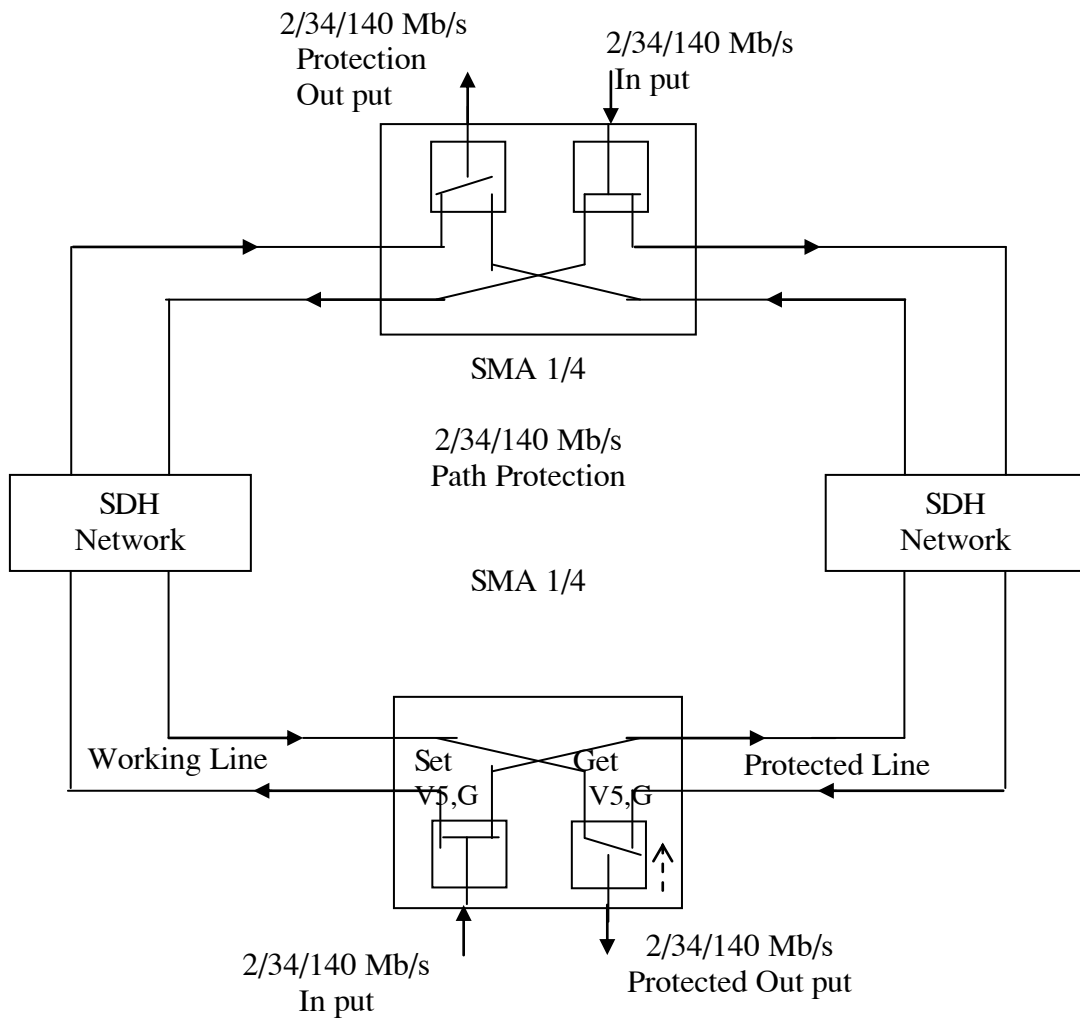 2/34/140 Mb/s
Protection
Out put
2/34/140 Mb/s
In put
SMA 1/4
2/34/140 Mb/s
Path Protection
SDH
Network
SDH
Network
SMA 1/4
Working Line
Set
V5,G
Get
V5,G
Protected Line
2/34/140 Mb/s
In put
2/34/140 Mb/s
Protected Out put